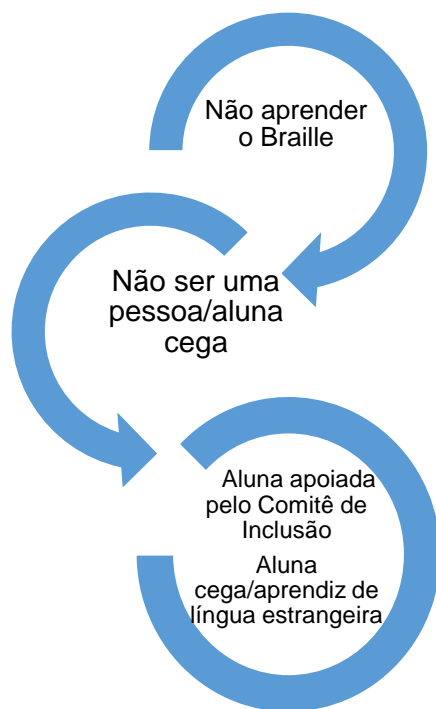 Não aprender
o Braille
Não ser uma
pessoa/aluna
cega
Aluna apoiada
pelo Comitê de
Inclusão
Aluna
cega/aprendiz de
língua estrangeira